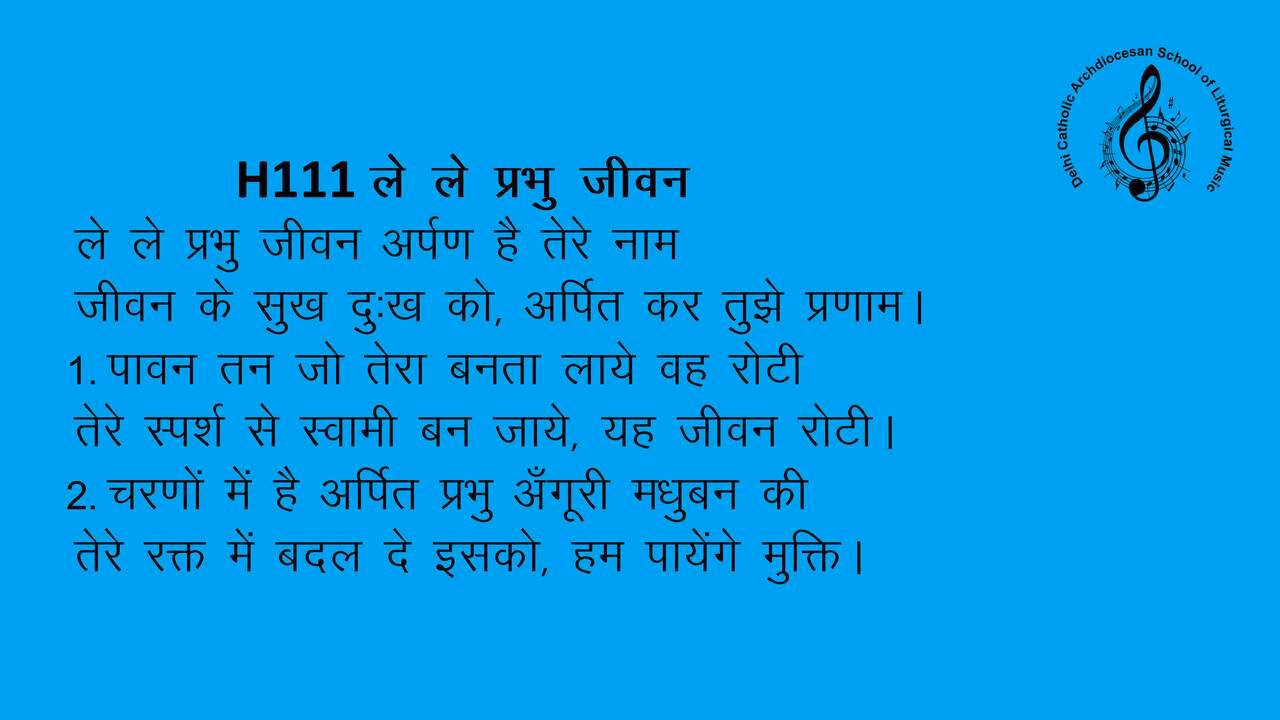 Delhi Catholic Archdiocesan School of Liturgical Music
H111 ले ले प्रभु जीवन
ले ले प्रभु जीवन अर्पण है तेरे नाम
जीवन के सुख दुःख को, अर्पित कर तुझे प्रणाम।
1. पावन तन जो तेरा बनता लाये वह रोटी
तेरे स्पर्श से स्वामी बन जाये, यह जीवन रोटी।
2. चरणों में है अर्पित प्रभु अँगूरी मधुबन की
तेरे रक्त में बदल दे इसको, हम पायेंगे मुक्ति।